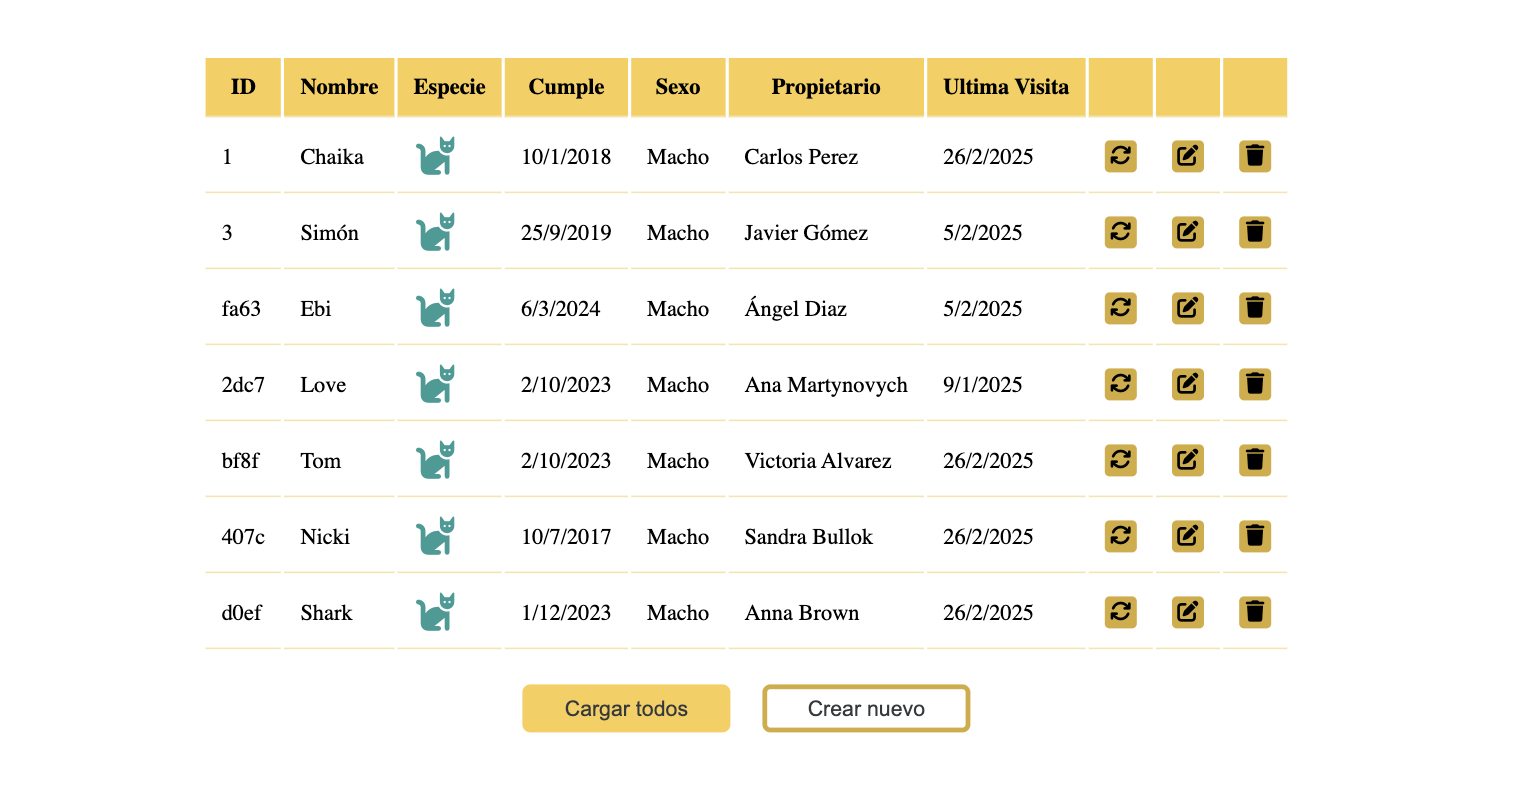 ID Nombre Especie Cumple Sexo Propietario Ultima Visita
1 Chaika 10/1/2018 Macho Carlos Perez 26/2/2025
3 Simón 25/9/2019 Macho Javier Gómez 5/2/2025
fa63 Ebi 6/3/2024 Macho Ángel Diaz 5/2/2025
2dc7 Love 2/10/2023 Macho Ana Martynovych 9/1/2025
bf8f Tom 2/10/2023 Macho Victoria Alvarez 26/2/2025
407c Nicki 10/7/2017 Macho Sandra Bullok 26/2/2025
d0ef Shark 1/12/2023 Macho Anna Brown 26/2/2025
Cargar todos Crear nuevo